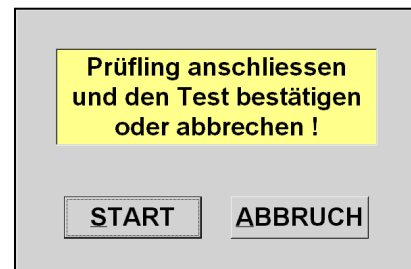 Prüfling anschliessen
und den Test bestätigen
oder abbrechen !
START ABBRUCH